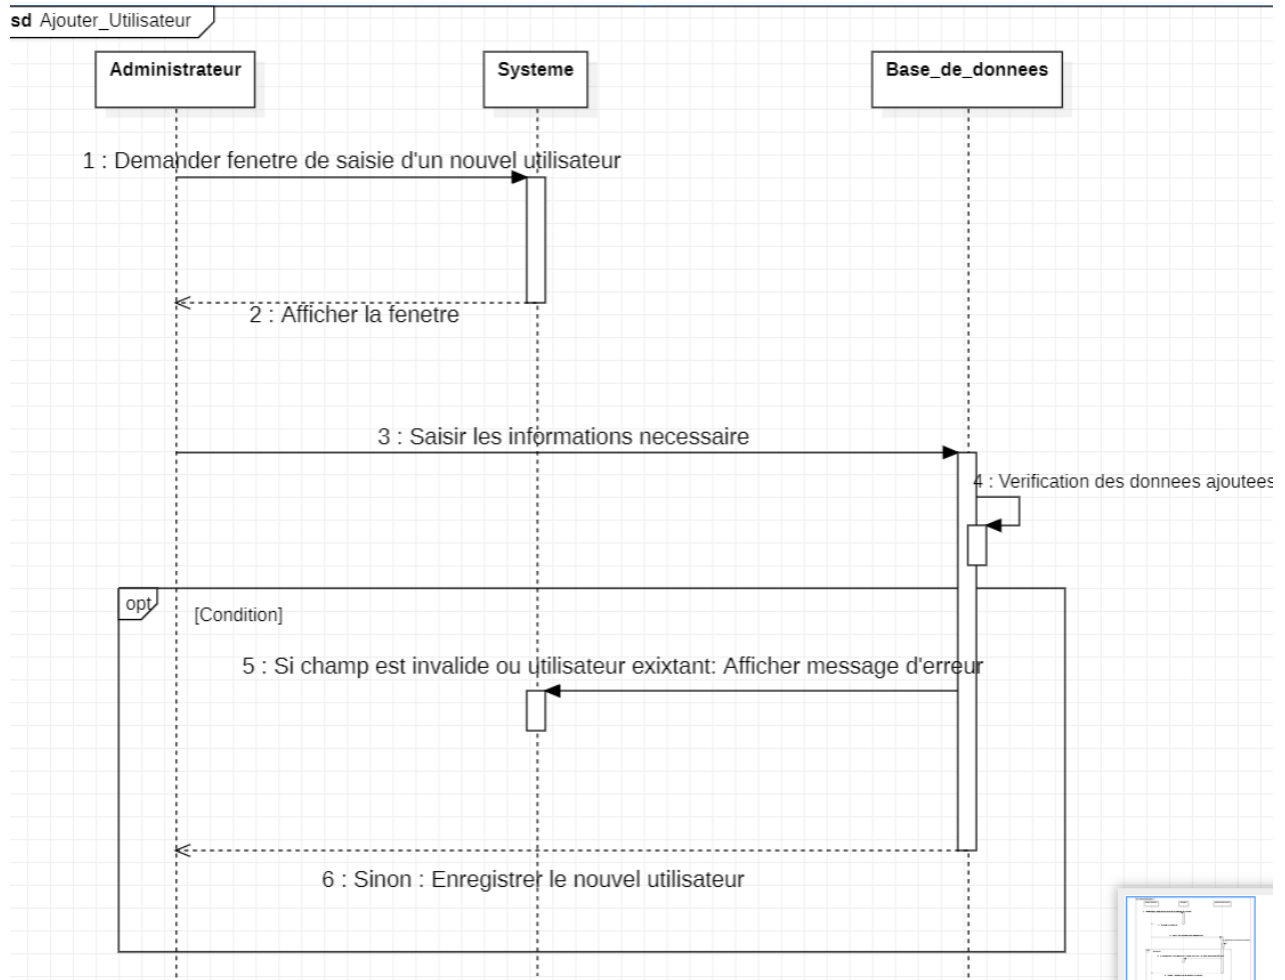 sd Ajouter_Utilisateur
Administrateur
Systeme
Base_de_donnees
1 : Demander fenetre de saisie d'un nouvel utilisateur
2 : Afficher la fenetre
3 : Saisir les informations necessaire
4 : Verification des donnees ajoutees
opt
[Condition]
5 : Si champ est invalide ou utilisateur exixtant: Afficher message d'erreur
6 : Sinon : Enregistrer le nouvel utilisateur